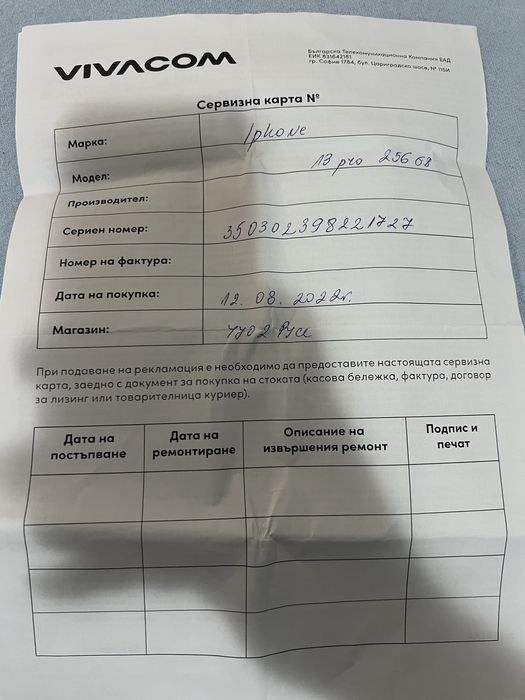 VIVACOM
Българска Телекомуникационна Компания ЕАД
ЕИК 831642181
гр. София 1784, бул. Цариградско шосе, № 115И
Сервизна карта №
Марка: Iphone
Модел: 13 pro 256GB
Производител:
Сериен номер: 350302398221727
Номер на фактура:
Дата на покупка: 12.08.2022г.
Магазин: 7702 Русе
При подаване на рекламация е необходимо да предоставите настоящата сервизна
карта, заедно с документ за покупка на стоката (касова бележка, фактура, договор
за лизинг или товарителница куриер).
Дата на постъпване Дата на ремонтиране Описание на извършения ремонт Подпис и печат